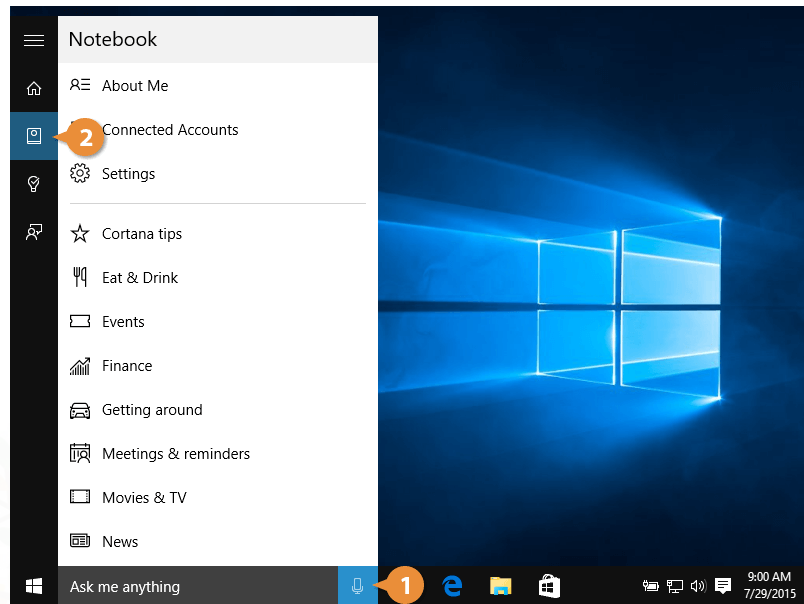 Notebook
About Me
2
Connected Accounts
Settings
Cortana tips
Eat & Drink
Events
Finance
Getting around
Meetings & reminders
Movies & TV
News
Ask me anything
1
9:00 AM
7/29/2015